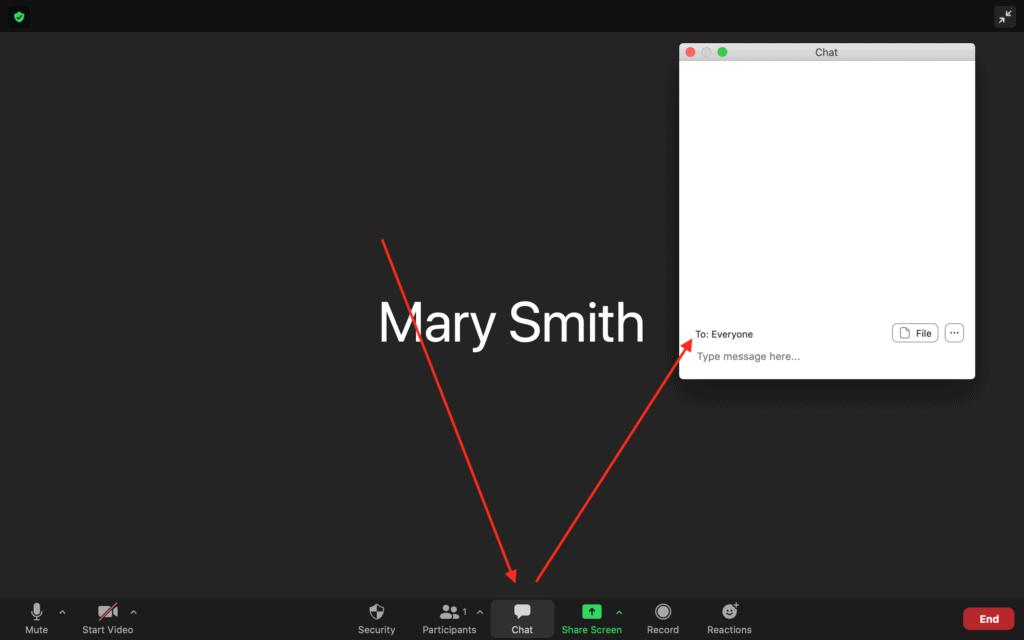 Chat
Mary Smith
To: Everyone
File
Type message here...
Mute
Start Video
Security
Participants
1
Chat
Share Screen
Record
Reactions
End